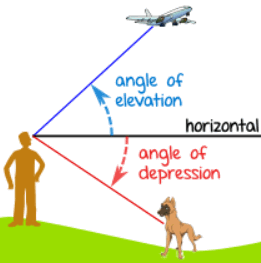 angle of
elevation
horizontal
angle of
depression